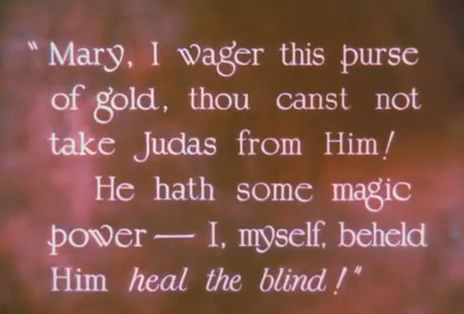 "Mary, I wager this purse
of gold, thou canst not
take Judas from Him!
He hath some magic
power — I, myself, beheld
Him heal the blind!"